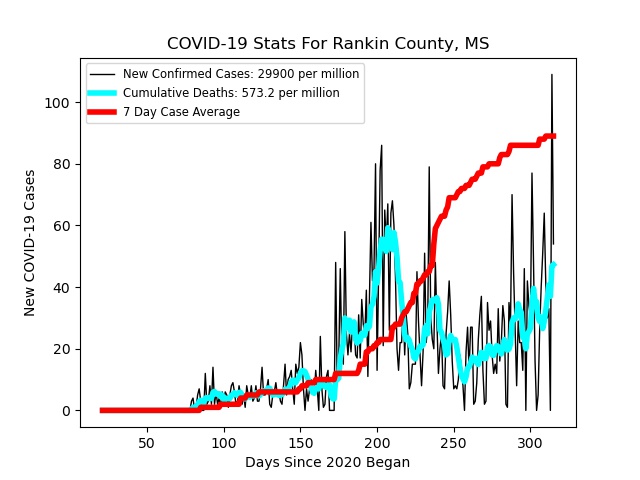 COVID-19 Stats For Rankin County, MS
New Confirmed Cases: 29900 per million
Cumulative Deaths: 573.2 per million
7 Day Case Average
New COVID-19 Cases
100
80
60
40
20
0
50 100 150 200 250 300
Days Since 2020 Began